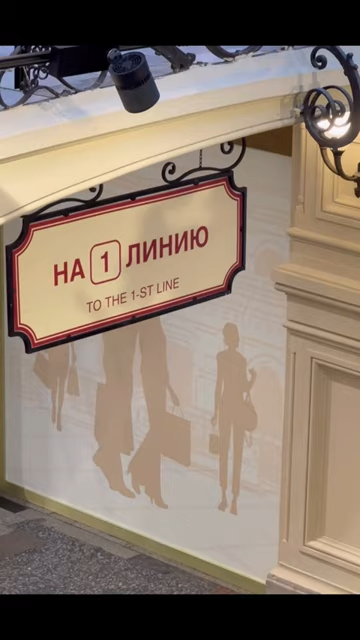 НА 1 ЛИНИЮ
TO THE 1-ST LINE